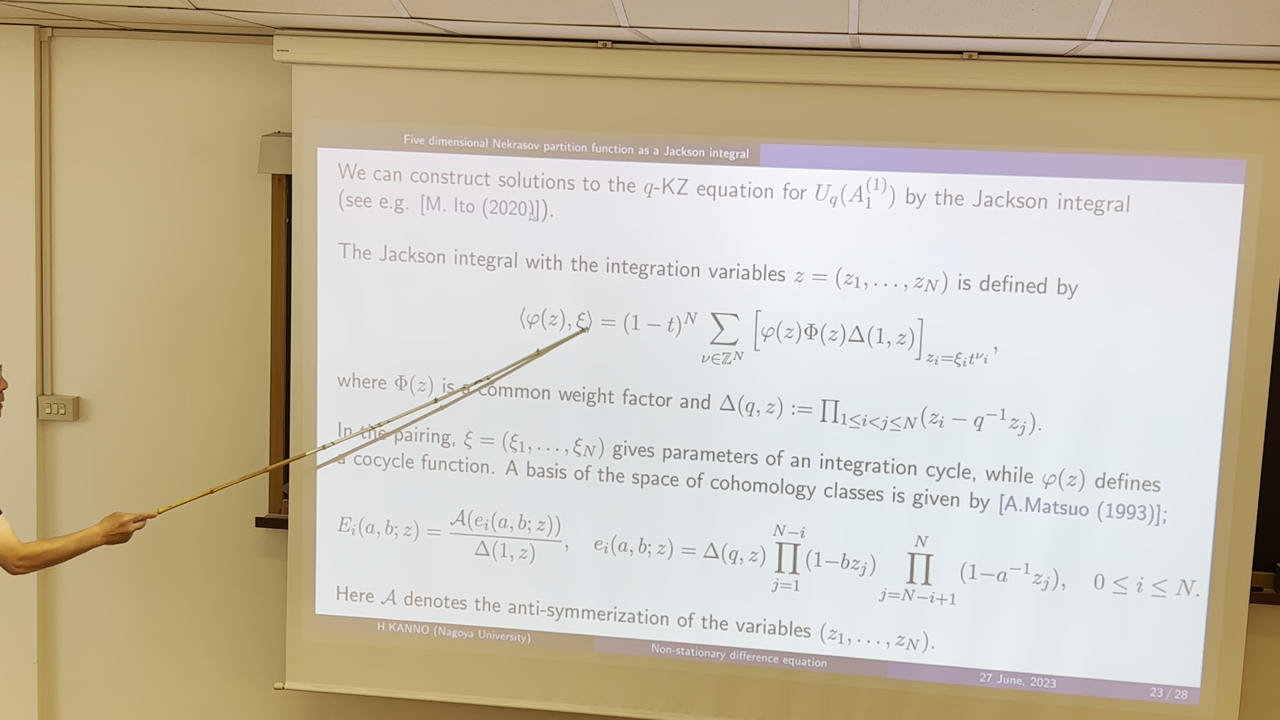 Five dimensional Nekrasov partition function as a Jackson integral
We can construct solutions to the q-KZ equation for U_q(A_1^{(1)}) by the Jackson integral
(see e.g. [M. Ito (2020)]).
The Jackson integral with the integration variables z = (z_1, . . . , z_N) is defined by
⟨φ(z), ξ⟩ = (1 − t)^N ∑_{ν∈ℤ^N} [φ(z)Φ(z)Δ(1, z)]_{z_i=ξ_i t^{ν_i}},
where Φ(z) is a common weight factor and Δ(q, z) := ∏_{1≤i<j≤N}(z_i − q^{−1}z_j).
In the pairing, ξ = (ξ_1, . . . , ξ_N) gives parameters of an integration cycle, while φ(z) defines
a cocycle function. A basis of the space of cohomology classes is given by [A.Matsuo (1993)];
E_i(a, b; z) = \frac{𝒜(e_i(a, b; z))}{Δ(1, z)}, e_i(a, b; z) = Δ(q, z) ∏_{j=1}^{N−i}(1−bz_j) ∏_{j=N−i+1}^{N} (1−a^{−1}z_j), 0 ≤ i ≤ N.
Here 𝒜 denotes the anti-symmerization of the variables (z_1, . . . , z_N).
H.KANNO (Nagoya University) Non-stationary difference equation 27 June, 2023 23 / 28